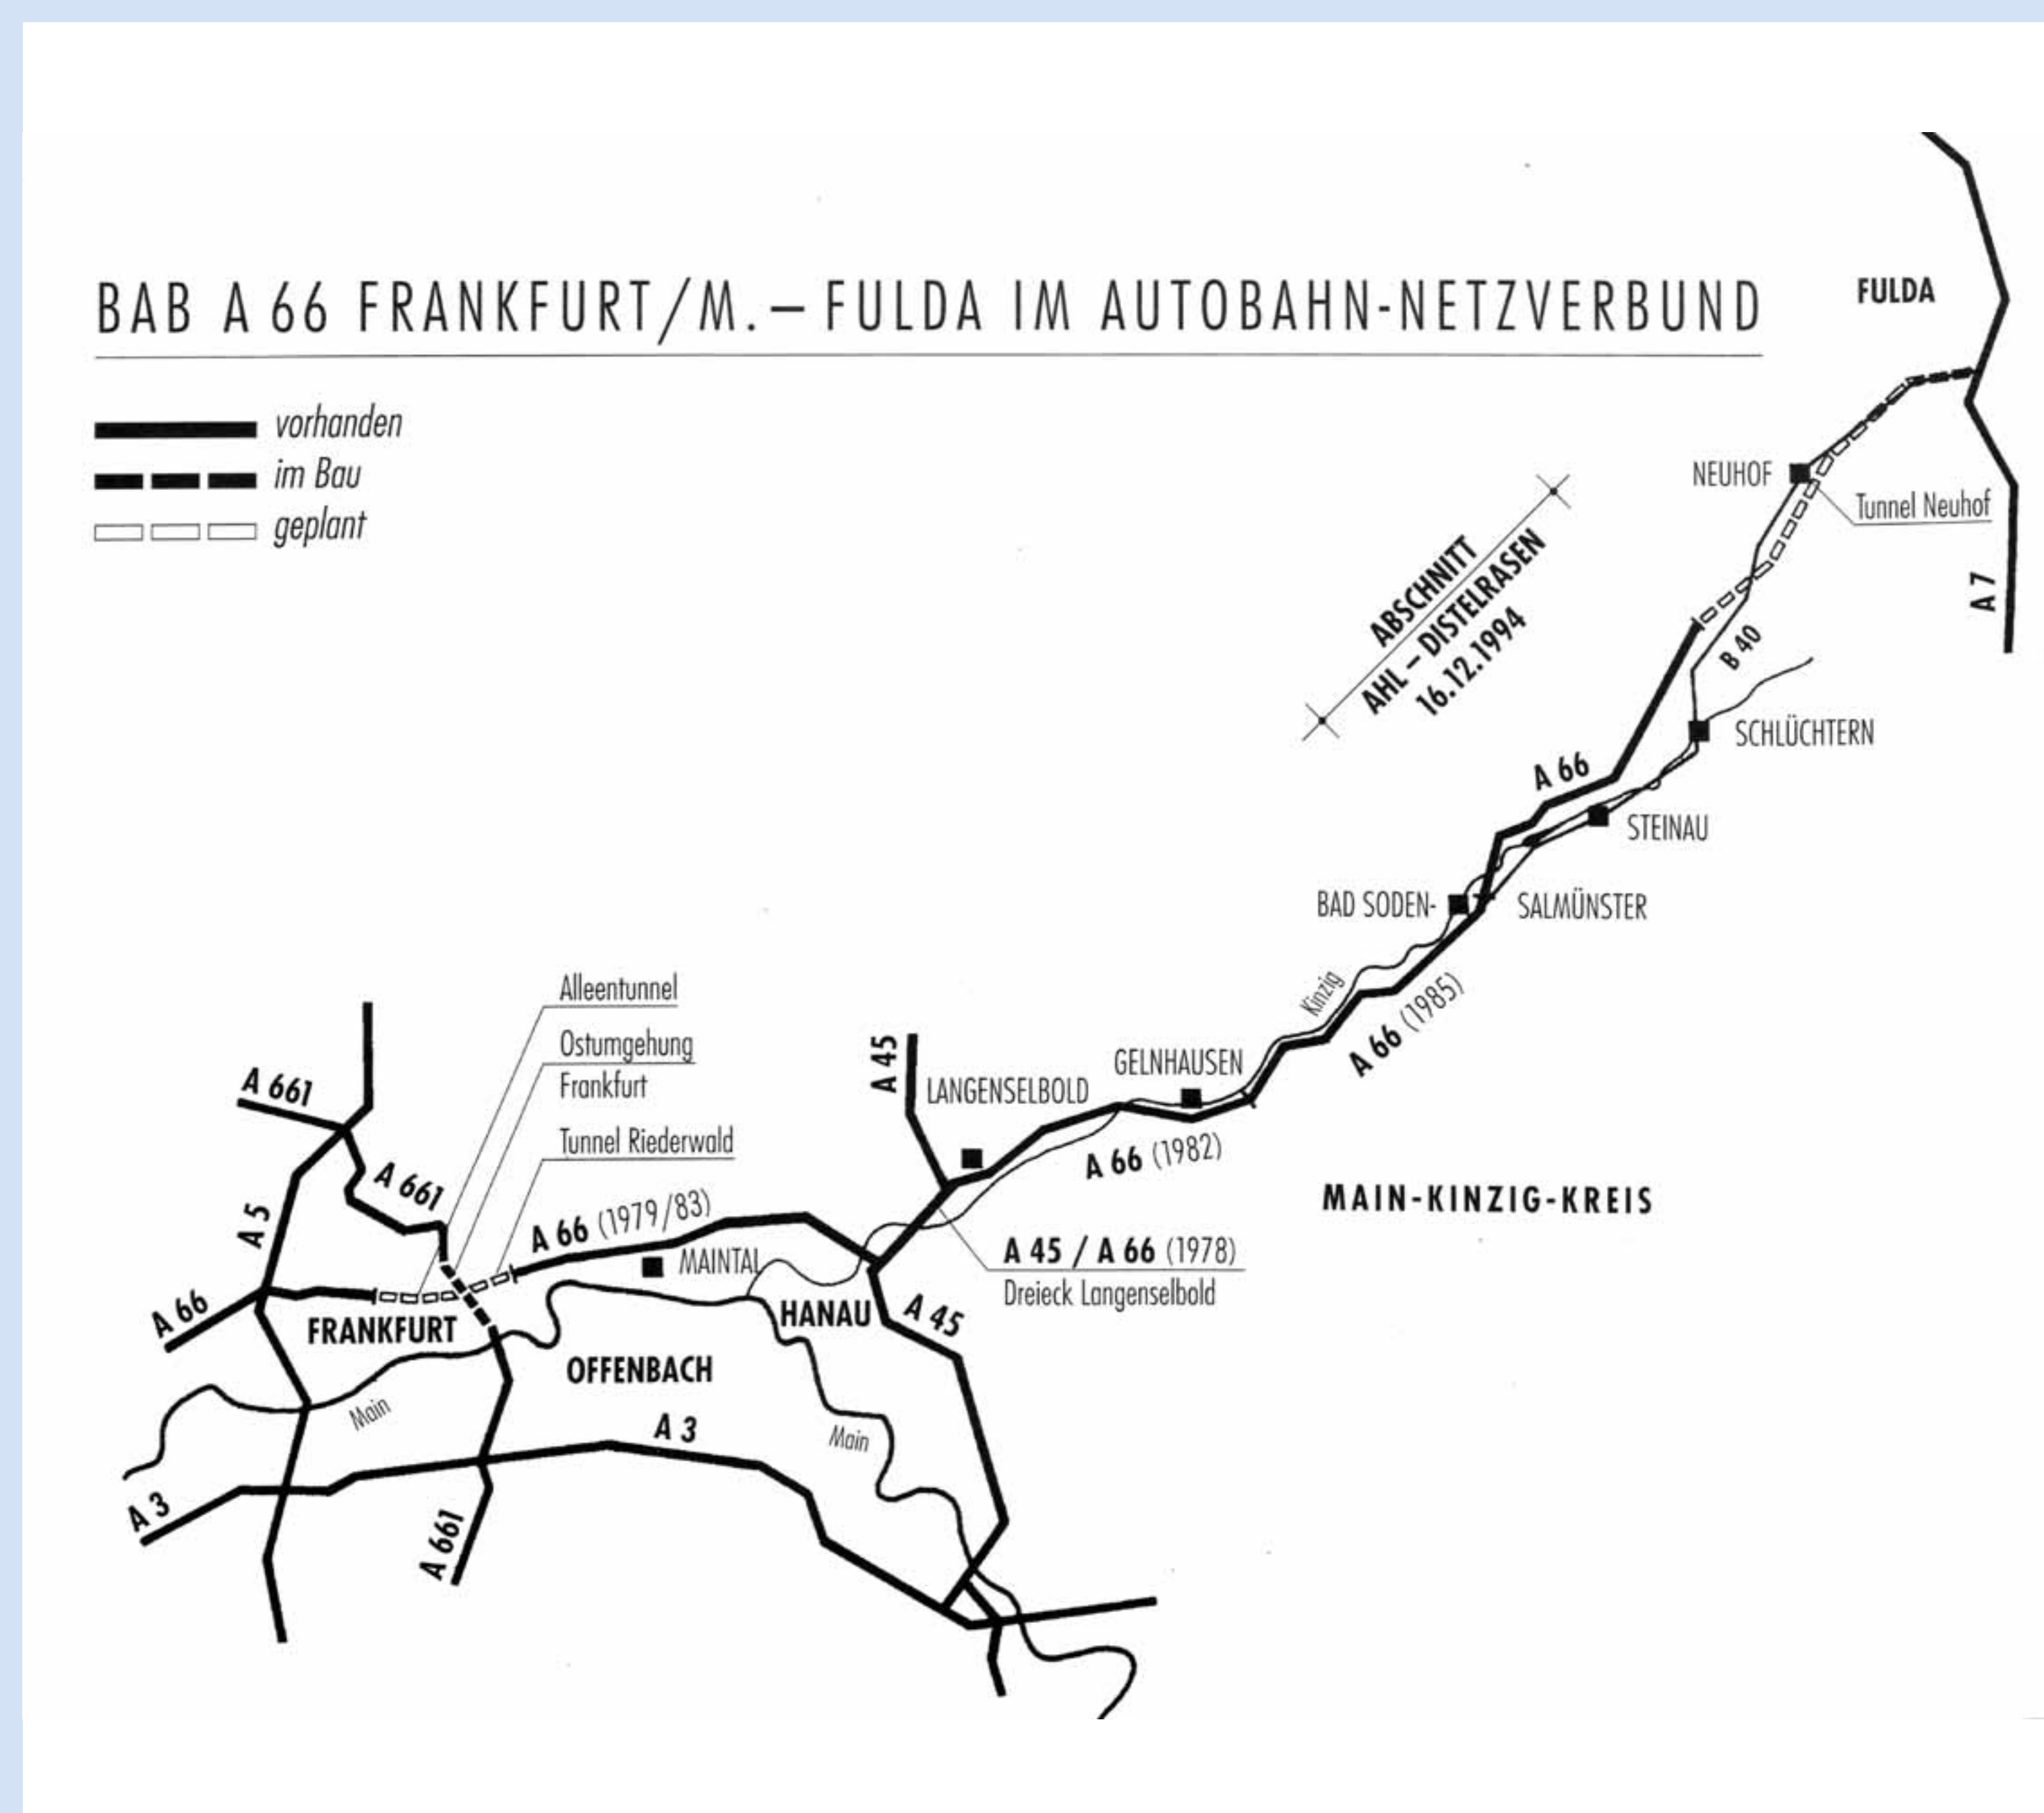 BAB A 66 FRANKFURT/M. – FULDA IM AUTOBAHN-NETZVERBUND
FULDA
vorhanden
im Bau
geplant
NEUHOF
Tunnel Neuhof
ABSCHNITT
AHL – DISTELRASEN
16.12.1994
A 7
B 40
SCHLÜCHTERN
A 66
STEINAU
BAD SODEN-
SALMÜNSTER
Kinzig
A 66 (1985)
Alleentunnel
Ostumgehung
Frankfurt
Tunnel Riederwald
A 45
LANGENSELBOLD
GELNHAUSEN
A 66 (1982)
MAIN-KINZIG-KREIS
A 661
A 661
A 5
A 66 (1979/83)
MAINTAL
A 45 / A 66 (1978)
Dreieck Langenselbold
A 66
FRANKFURT
HANAU
A 45
OFFENBACH
Main
A 3
Main
A 3
A 661